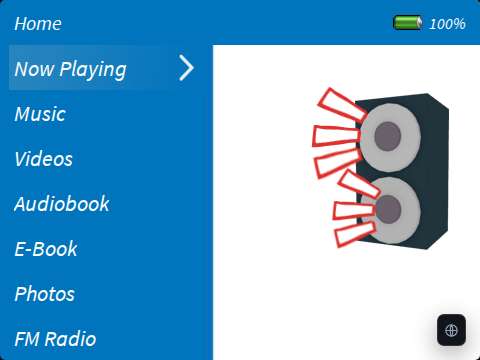 Home
100%
Now Playing
Music
Videos
Audiobook
E-Book
Photos
FM Radio